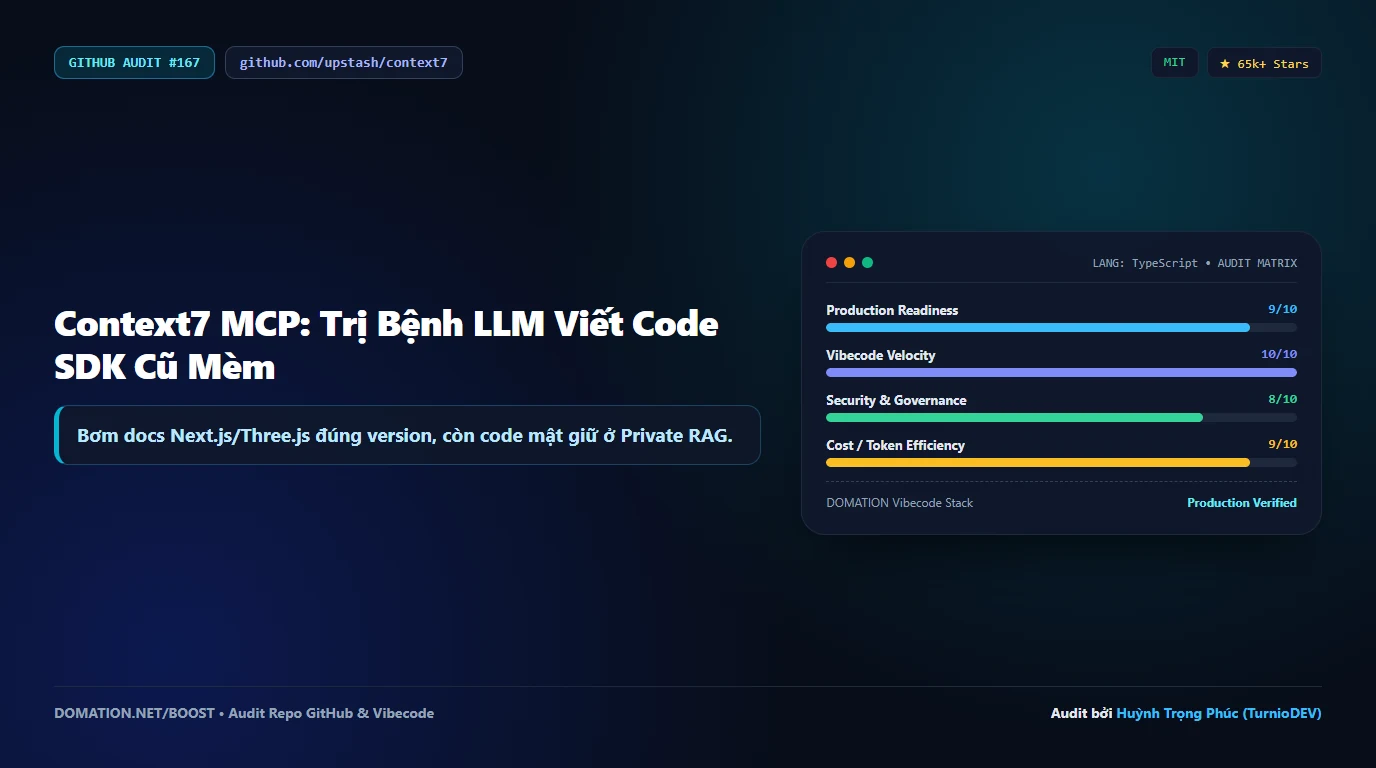 GITHUB AUDIT #167
github.com/upstash/context7
MIT
★ 65k+ Stars
Context7 MCP: Trị Bệnh LLM Viết Code
SDK Cũ Mèm
Bơm docs Next.js/Three.js đúng version, còn code mật giữ ở Private RAG.
LANG: TypeScript • AUDIT MATRIX
Production Readiness 9/10
Vibecode Velocity 10/10
Security & Governance 8/10
Cost / Token Efficiency 9/10
DOMATION Vibecode Stack Production Verified
DOMATION.NET/BOOST • Audit Repo GitHub & Vibecode
Audit bởi Huỳnh Trọng Phúc (TurnioDEV)